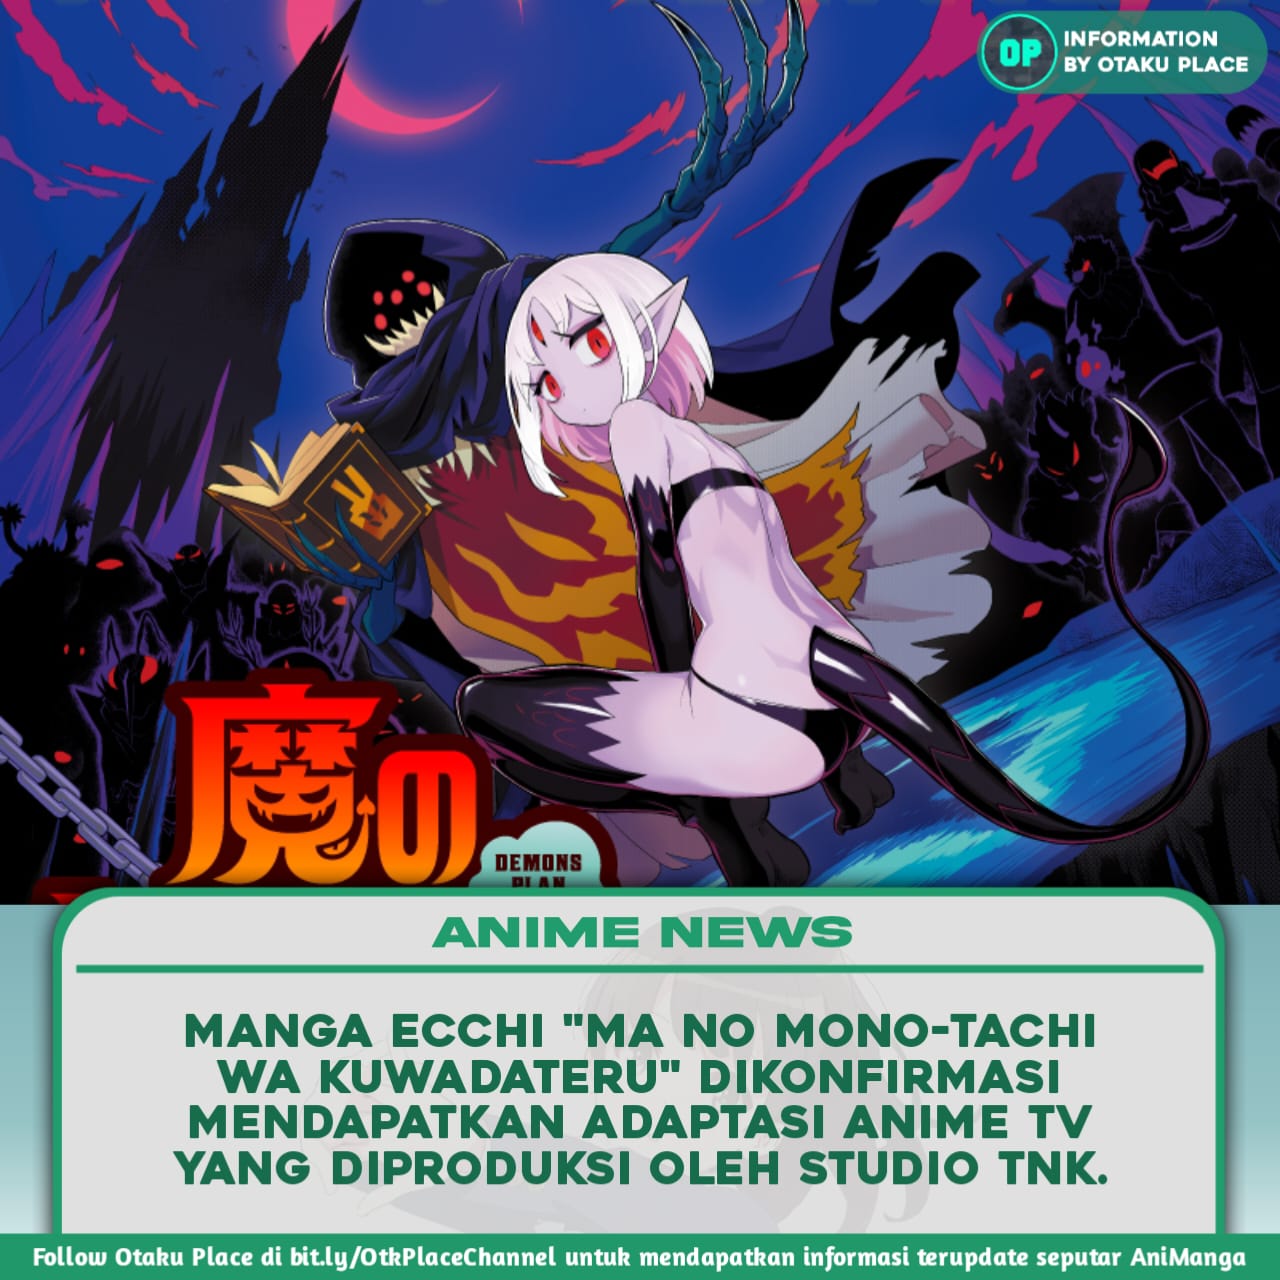 OP
INFORMATION
BY OTAKU PLACE
魔の
DEMONS
PLAN
ANIME NEWS
MANGA ECCHI "MA NO MONO-TACHI
WA KUWADATERU" DIKONFIRMASI
MENDAPATKAN ADAPTASI ANIME TV
YANG DIPRODUKSI OLEH STUDIO TNK.
Follow Otaku Place di bit.ly/OtkPlaceChannel untuk mendapatkan informasi terupdate seputar AniManga